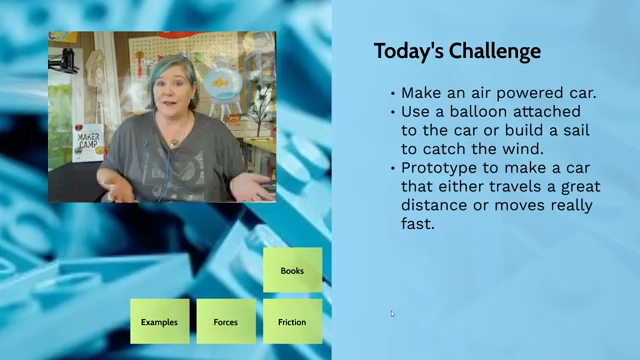 Today's Challenge
• Make an air powered car.
• Use a balloon attached
to the car or build a sail
to catch the wind.
• Prototype to make a car
that either travels a great
distance or moves really
fast.
MAKER
CAMP
Books
Examples
Forces
Friction